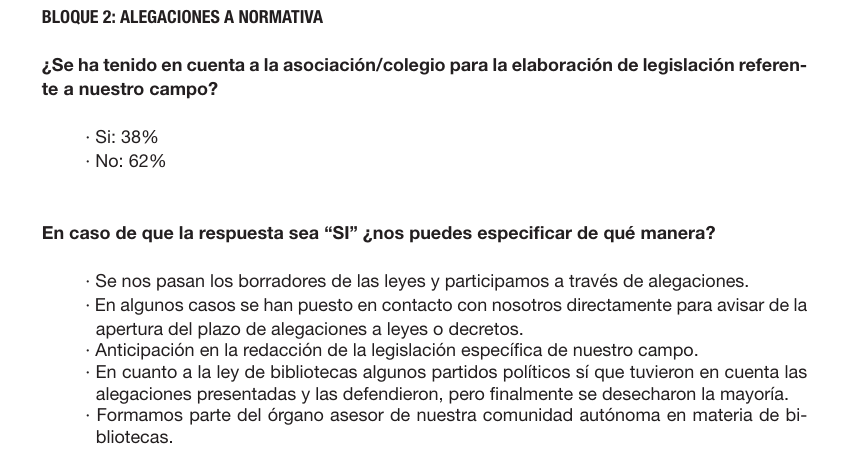 BLOQUE 2: ALEGACIONES A NORMATIVA
¿Se ha tenido en cuenta a la asociación/colegio para la elaboración de legislación referen-
te a nuestro campo?
· Si: 38%
· No: 62%
En caso de que la respuesta sea “SI” ¿nos puedes especificar de qué manera?
· Se nos pasan los borradores de las leyes y participamos a través de alegaciones.
· En algunos casos se han puesto en contacto con nosotros directamente para avisar de la
apertura del plazo de alegaciones a leyes o decretos.
· Anticipación en la redacción de la legislación específica de nuestro campo.
· En cuanto a la ley de bibliotecas algunos partidos políticos sí que tuvieron en cuenta las
alegaciones presentadas y las defendieron, pero finalmente se desecharon la mayoría.
· Formamos parte del órgano asesor de nuestra comunidad autónoma en materia de bi-
bliotecas.